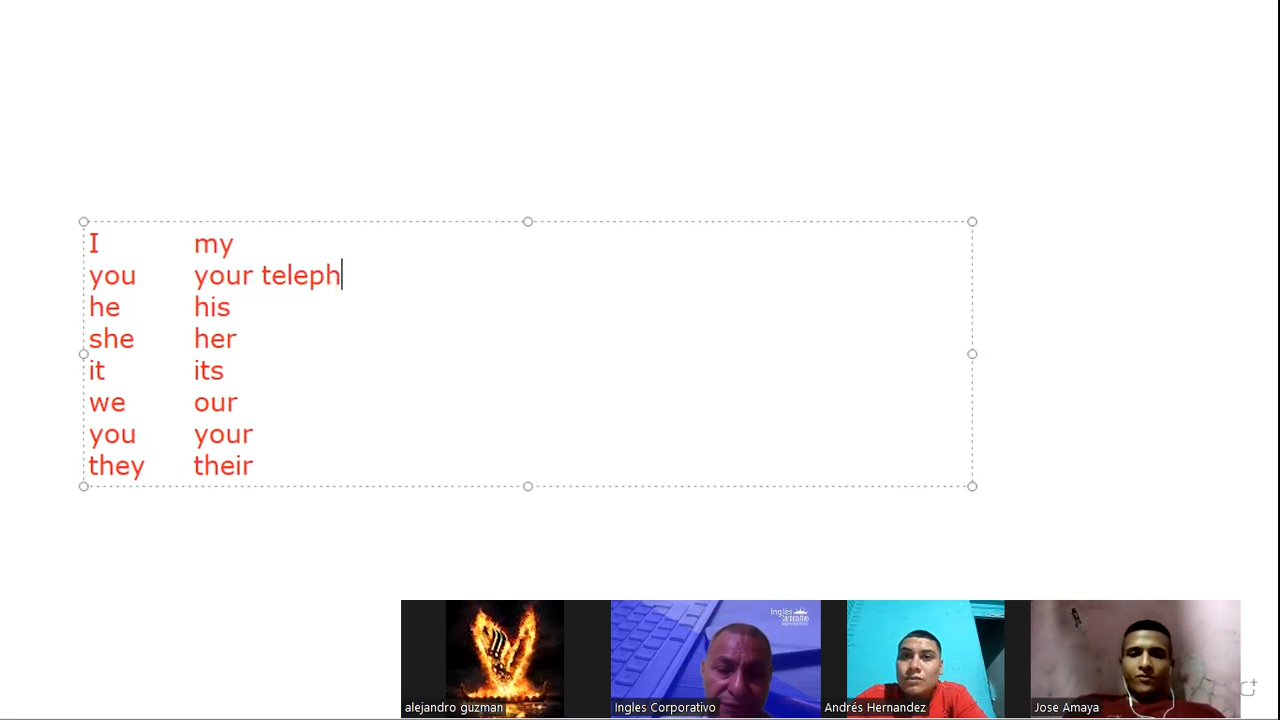 I my
you your teleph
he his
she her
it its
we our
you your
they their
Inglés
alejandro guzman
Ingles Corporativo
Andrés Hernandez
Jose Amaya